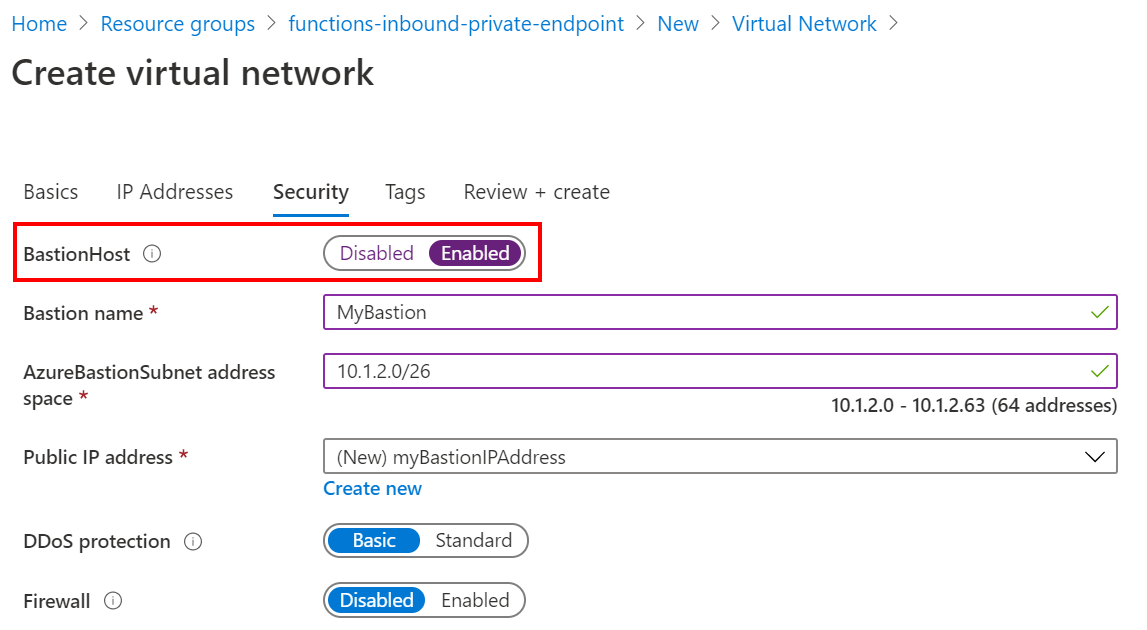 Home > Resource groups > functions-inbound-private-endpoint > New > Virtual Network >
Create virtual network
Basics IP Addresses Security Tags Review + create
BastionHost Disabled Enabled
Bastion name * MyBastion
AzureBastionSubnet address space * 10.1.2.0/26
10.1.2.0 - 10.1.2.63 (64 addresses)
Public IP address * (New) myBastionIPAddress
Create new
DDoS protection Basic Standard
Firewall Disabled Enabled